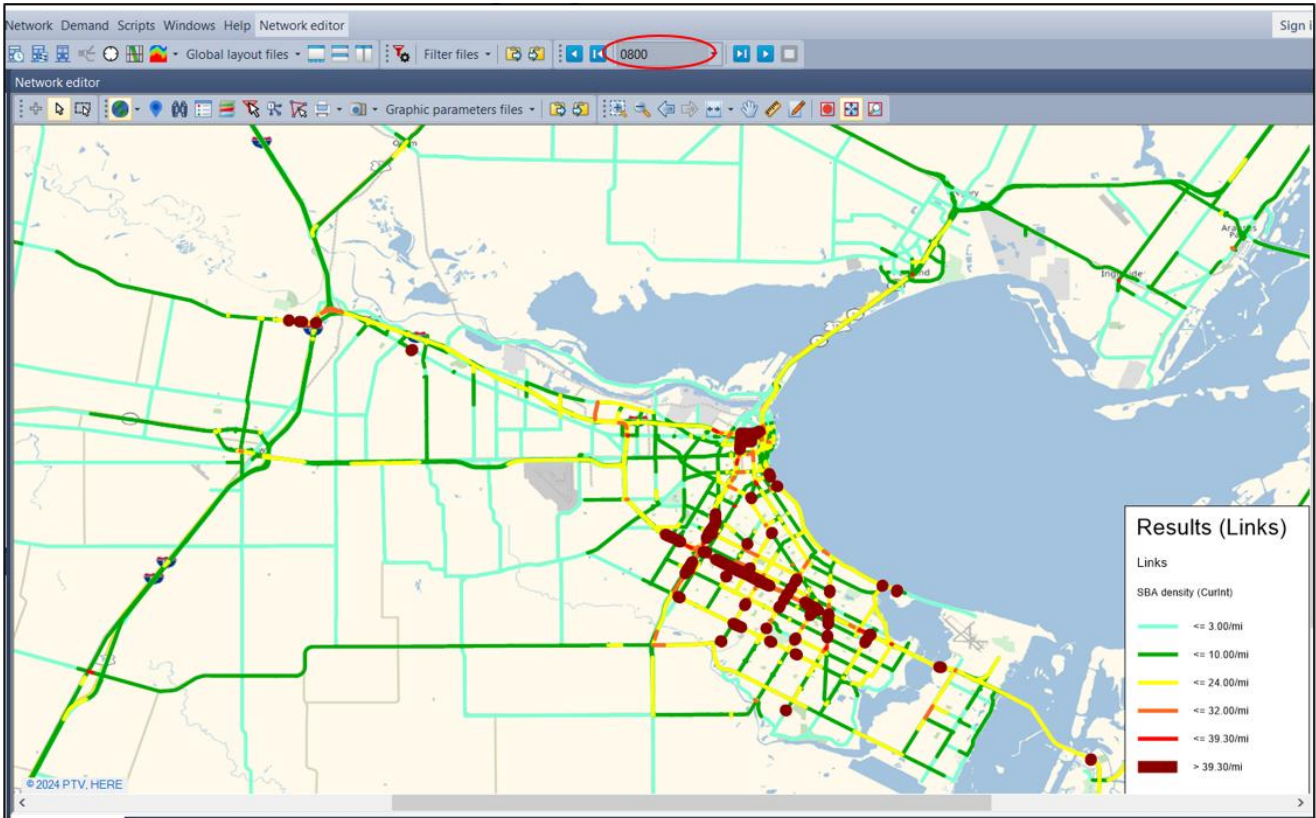 Network Demand Scripts Windows Help Network editor
Sign i
Global layout files
Filter files
0800
Network editor
Graphic parameters files
Results (Links)
Links
SBA density (CurInt)
<= 3.00/mi
<= 10.00/mi
<= 24.00/mi
<= 32.00/mi
<= 39.30/mi
> 39.30/mi
© 2024 PTV, HERE